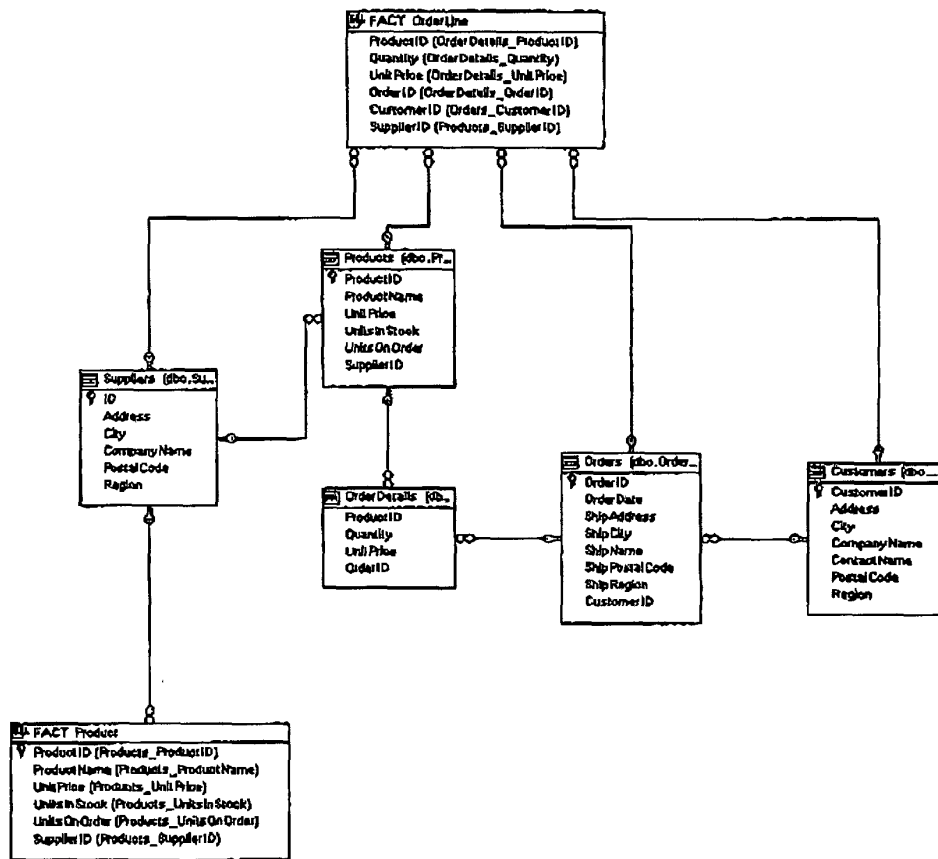 FACT OrderLine
ProductID (OrderDetails_ProductID)
Quantity (OrderDetails_Quantity)
UnitPrice (OrderDetails_UnitPrice)
OrderID (OrderDetails_OrderID)
CustomerID (Orders_CustomerID)
SupplierID (Products_SupplierID)
Products (dbo.Pr...
ProductID
ProductName
UnitPrice
UnitsInStock
UnitsOnOrder
SupplierID
Suppliers (dbo.Su...
ID
Address
City
CompanyName
PostalCode
Region
OrderDetails (db...
ProductID
Quantity
UnitPrice
OrderID
Orders (dbo.Order...
OrderID
OrderDate
ShipAddress
ShipCity
ShipName
ShipPostalCode
ShipRegion
CustomerID
Customers (dbo...
CustomerID
Address
City
CompanyName
ContactName
PostalCode
Region
FACT Product
ProductID (Products_ProductID)
ProductName (Products_ProductName)
UnitPrice (Products_UnitPrice)
UnitsInStock (Products_UnitsInStock)
UnitsOnOrder (Products_UnitsOnOrder)
SupplierID (Products_SupplierID)